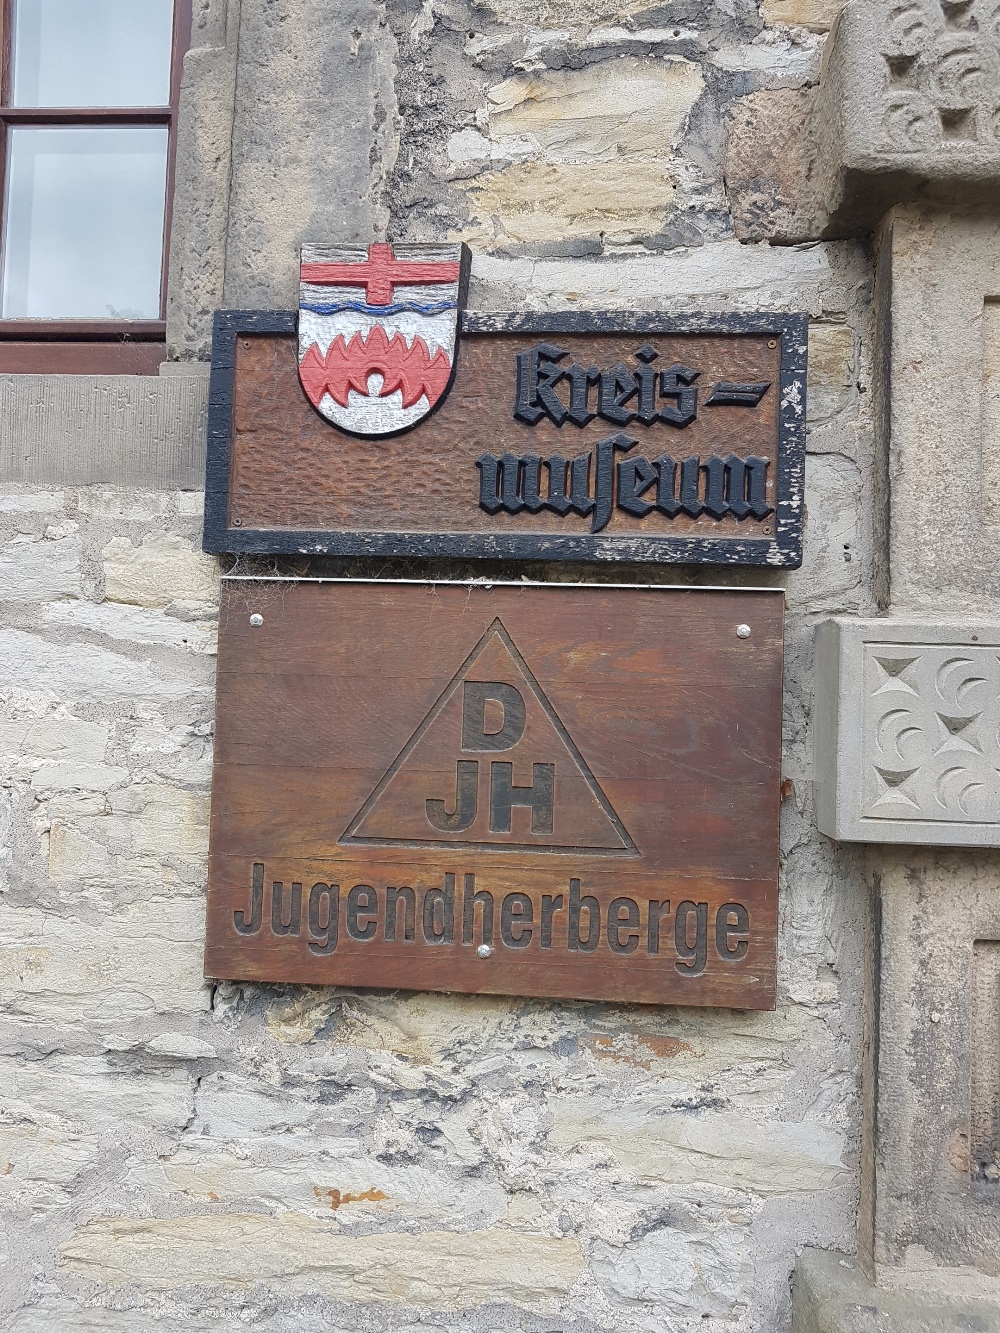 Kreis-
muſeum
D
JH
Jugendherberge